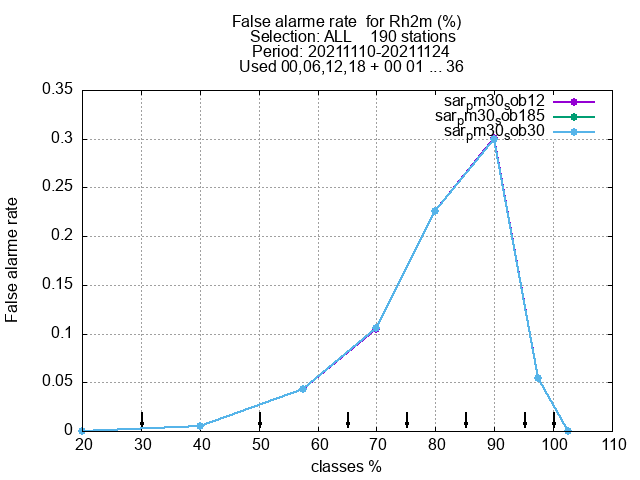 False alarme rate  for Rh2m (%)
Selection: ALL    190 stations
Period: 20211110-20211124
Used 00,06,12,18 + 00 01 ... 36
sar_pm30_sob12
sar_pm30_sob185
sar_pm30_sob30
0.35
0.3
0.25
0.2
0.15
0.1
0.05
0
False alarme rate
20 30 40 50 60 70 80 90 100 110
classes %